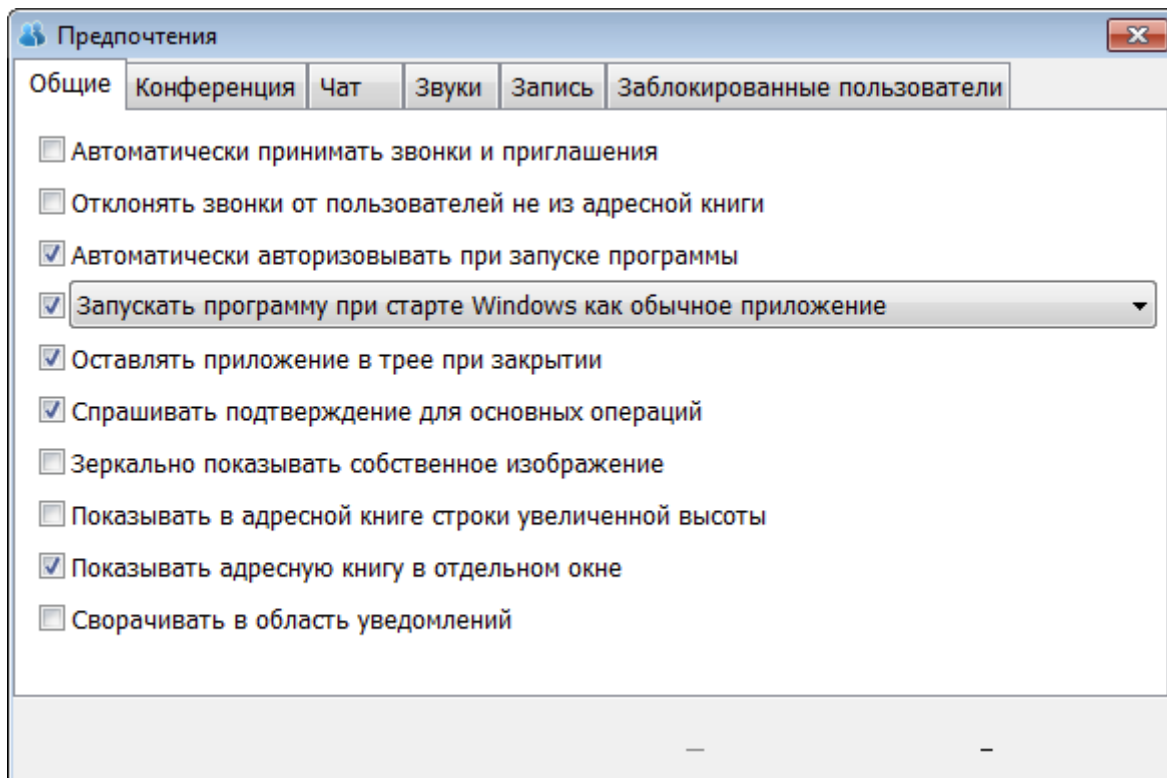 Предпочтения
Общие Конференция Чат Звуки Запись Заблокированные пользователи
Автоматически принимать звонки и приглашения
Отклонять звонки от пользователей не из адресной книги
Автоматически авторизовывать при запуске программы
Запускать программу при старте Windows как обычное приложение
Оставлять приложение в трее при закрытии
Спрашивать подтверждение для основных операций
Зеркально показывать собственное изображение
Показывать в адресной книге строки увеличенной высоты
Показывать адресную книгу в отдельном окне
Сворачивать в область уведомлений